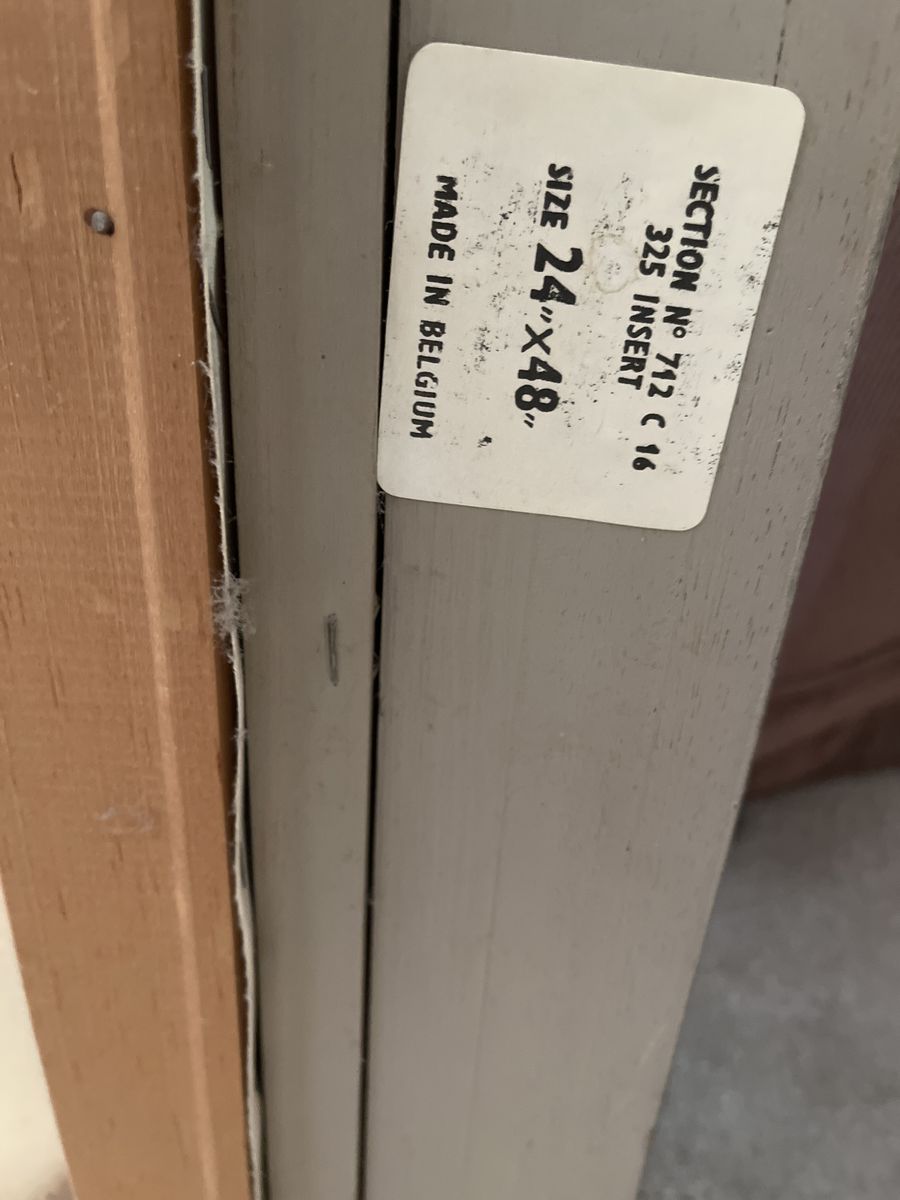 SECTION Nº 712 C 16
325 INSERT
SIZE 24"X48"
MADE IN BELGIUM